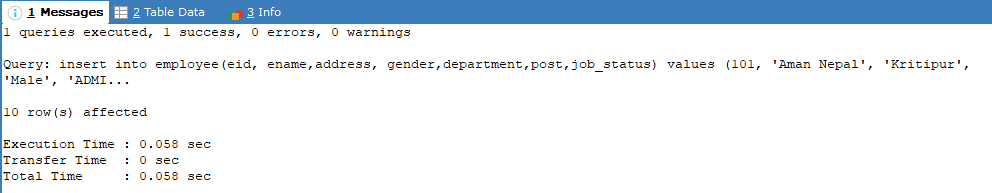 1 Messages 2 Table Data 3 Info
1 queries executed, 1 success, 0 errors, 0 warnings
Query: insert into employee(eid, ename,address, gender,department,post,job_status) values (101, 'Aman Nepal', 'Kritipur',
'Male', 'ADMI...
10 row(s) affected
Execution Time : 0.058 sec
Transfer Time  : 0 sec
Total Time     : 0.058 sec